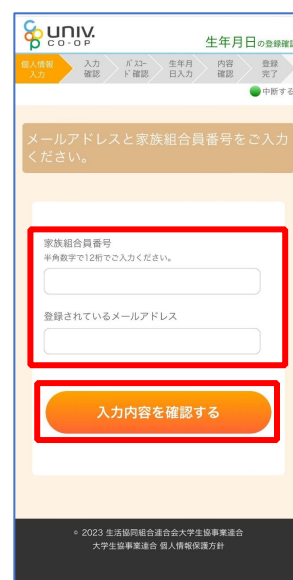 UNIV.
CO-OP
生年月日の登録確認
個人情報入力
入力確認
パスコード確認
生年月日入力
内容確認
登録完了
中断する
メールアドレスと家族組合員番号をご入力
ください。
家族組合員番号
半角数字で12桁でご入力ください。
登録されているメールアドレス
入力内容を確認する
© 2023 生活協同組合連合会大学生協事業連合
大学生協事業連合 個人情報保護方針